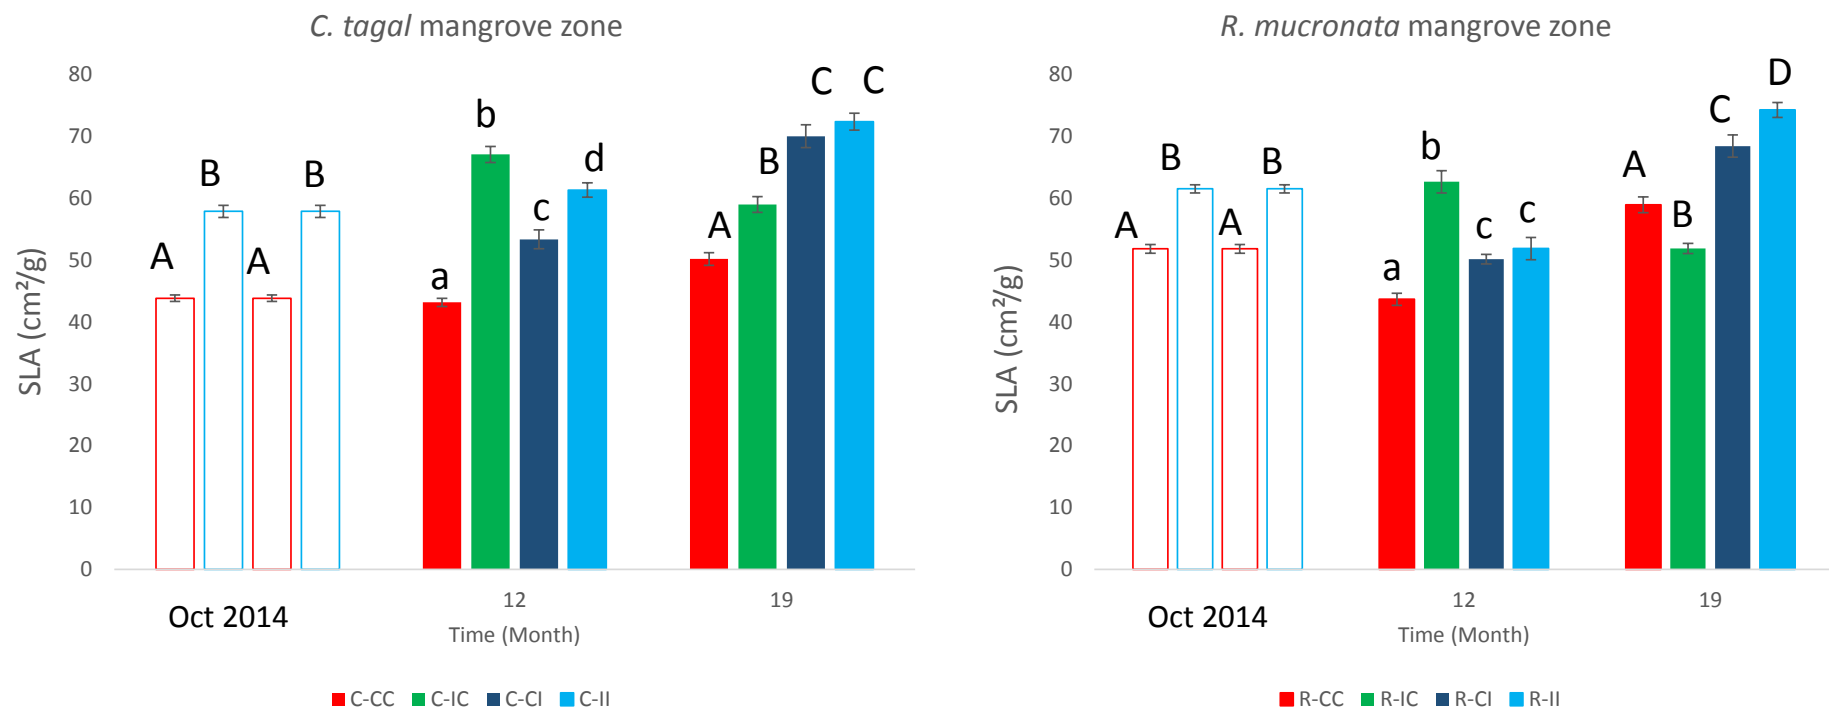 C. tagal mangrove zone
80
70
60
50
40
30
20
10
0
SLA (cm²/g)
A
B
A
B
a
b
c
d
A
B
C
C
Oct 2014
12
19
Time (Month)
C-CC
C-IC
C-CI
C-II
R. mucronata mangrove zone
80
70
60
50
40
30
20
10
0
SLA (cm²/g)
A
B
A
B
a
b
c
c
A
B
C
D
Oct 2014
12
19
Time (Month)
R-CC
R-IC
R-CI
R-II